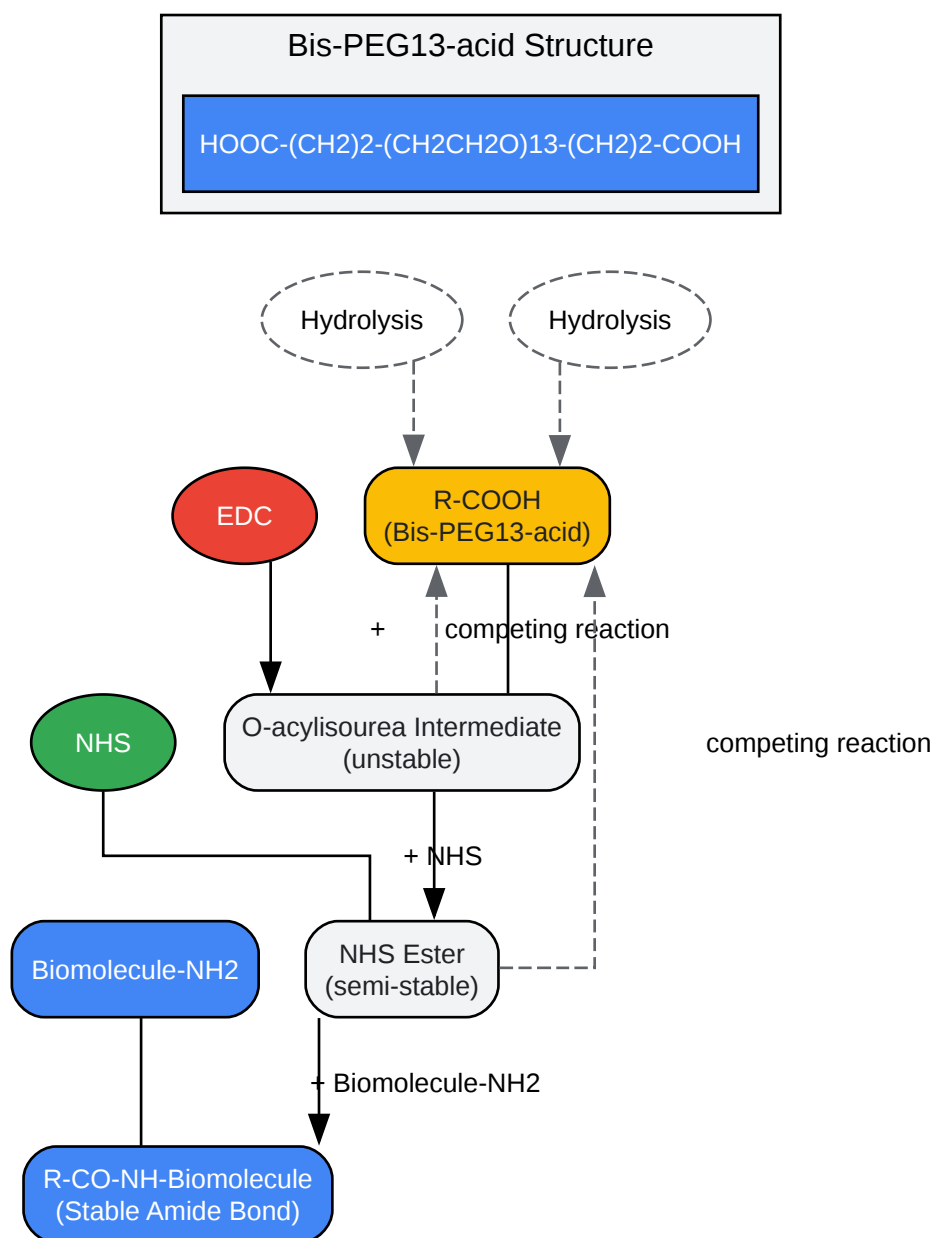 Bis-PEG13-acid Structure
HOOC-(CH2)2-(CH2CH2O)13-(CH2)2-COOH
Hydrolysis
Hydrolysis
EDC
R-COOH
(Bis-PEG13-acid)
+
competing reaction
NHS
O-acylisourea Intermediate
(unstable)
competing reaction
+ NHS
Biomolecule-NH2
NHS Ester
(semi-stable)
+ Biomolecule-NH2
R-CO-NH-Biomolecule
(Stable Amide Bond)